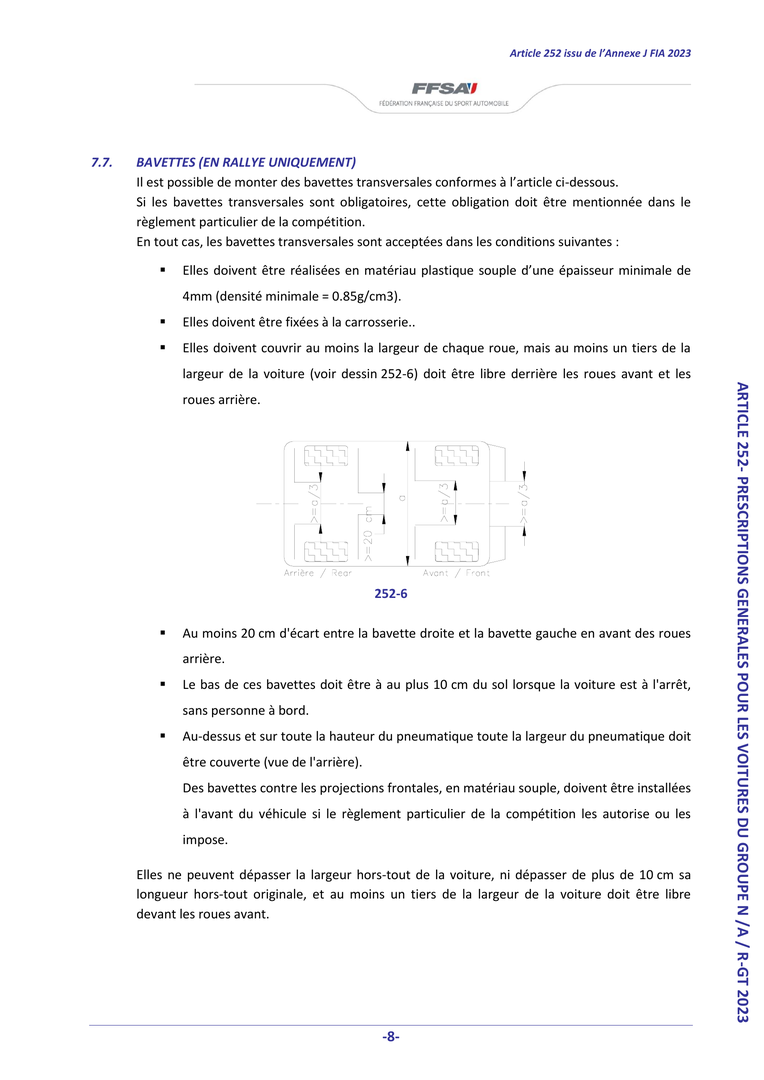 Article 252 issu de l'Annexe J FIA 2023
FFSA
FÉDÉRATION FRANÇAISE DU SPORT AUTOMOBILE
7.7. BAVETTES (EN RALLYE UNIQUEMENT)
Il est possible de monter des bavettes transversales conformes à l'article ci-dessous.
Si les bavettes transversales sont obligatoires, cette obligation doit être mentionnée dans le
règlement particulier de la compétition.
En tout cas, les bavettes transversales sont acceptées dans les conditions suivantes :
▪ Elles doivent être réalisées en matériau plastique souple d'une épaisseur minimale de
4mm (densité minimale = 0.85g/cm3).
▪ Elles doivent être fixées à la carrosserie..
▪ Elles doivent couvrir au moins la largeur de chaque roue, mais au moins un tiers de la
largeur de la voiture (voir dessin 252-6) doit être libre derrière les roues avant et les
roues arrière.
>=a/3
>=20 cm
a
>=a/3
>=a/3
Arrière / Rear
Avant / Front
252-6
▪ Au moins 20 cm d'écart entre la bavette droite et la bavette gauche en avant des roues
arrière.
▪ Le bas de ces bavettes doit être à au plus 10 cm du sol lorsque la voiture est à l'arrêt,
sans personne à bord.
▪ Au-dessus et sur toute la hauteur du pneumatique toute la largeur du pneumatique doit
être couverte (vue de l'arrière).
Des bavettes contre les projections frontales, en matériau souple, doivent être installées
à l'avant du véhicule si le règlement particulier de la compétition les autorise ou les
impose.
Elles ne peuvent dépasser la largeur hors-tout de la voiture, ni dépasser de plus de 10 cm sa
longueur hors-tout originale, et au moins un tiers de la largeur de la voiture doit être libre
devant les roues avant.
ARTICLE 252- PRESCRIPTIONS GENERALES POUR LES VOITURES DU GROUPE N /A / R-GT 2023
-8-